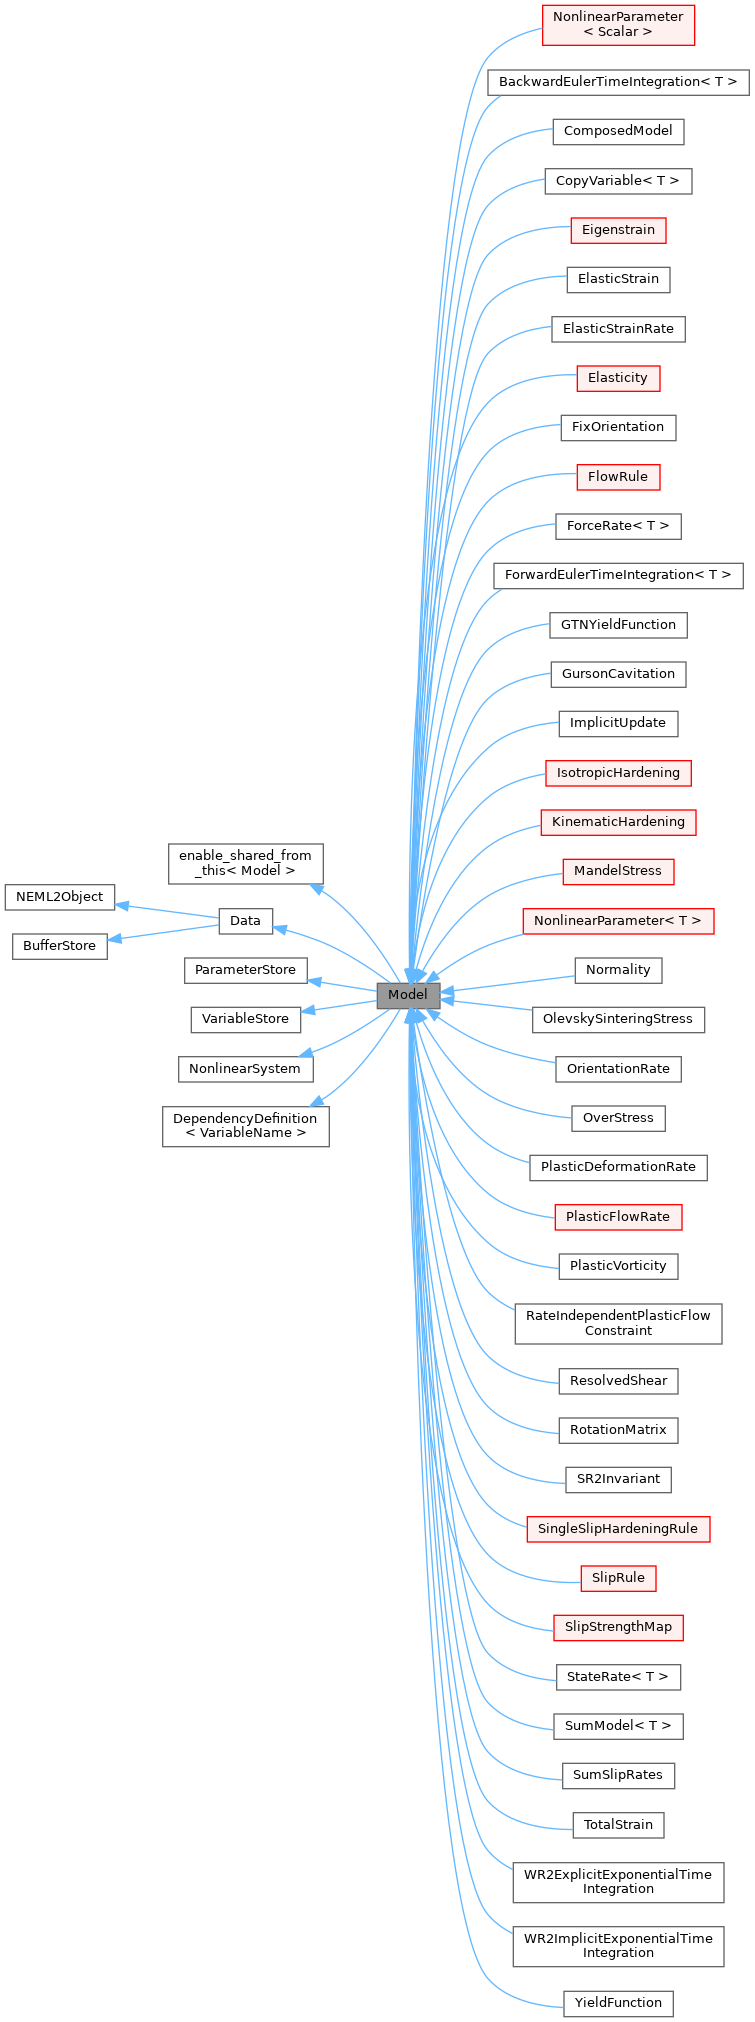 NonlinearParameter
< Scalar >
BackwardEulerTimeIntegration< T >
ComposedModel
CopyVariable< T >
Eigenstrain
ElasticStrain
ElasticStrainRate
Elasticity
FixOrientation
FlowRule
ForceRate< T >
ForwardEulerTimeIntegration< T >
GTNYieldFunction
GursonCavitation
ImplicitUpdate
IsotropicHardening
KinematicHardening
MandelStress
NonlinearParameter< T >
Normality
OlevskySinteringStress
OrientationRate
OverStress
PlasticDeformationRate
PlasticFlowRate
PlasticVorticity
RateIndependentPlasticFlow
Constraint
ResolvedShear
RotationMatrix
SR2Invariant
SingleSlipHardeningRule
SlipRule
SlipStrengthMap
StateRate< T >
SumModel< T >
SumSlipRates
TotalStrain
WR2ExplicitExponentialTime
Integration
WR2ImplicitExponentialTime
Integration
YieldFunction
Model
enable_shared_from
_this< Model >
Data
NEML2Object
BufferStore
ParameterStore
VariableStore
NonlinearSystem
DependencyDefinition
< VariableName >